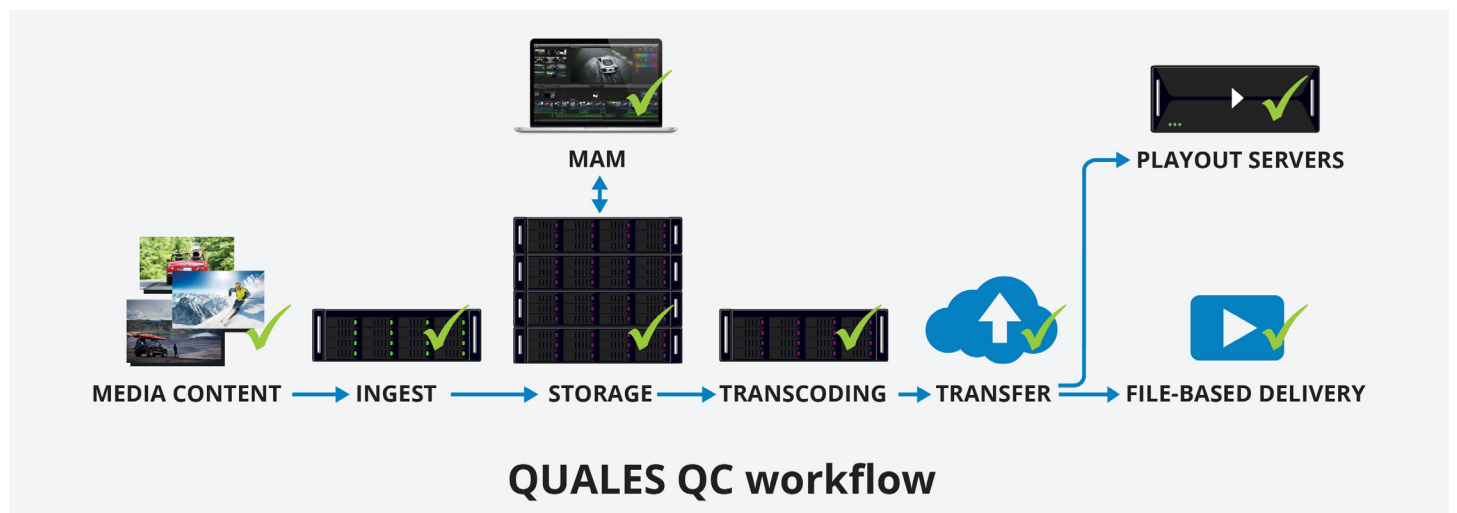 MAM
PLAYOUT SERVERS
MEDIA CONTENT
INGEST
STORAGE
TRANSCODING
TRANSFER
FILE-BASED DELIVERY
QUALES QC workflow